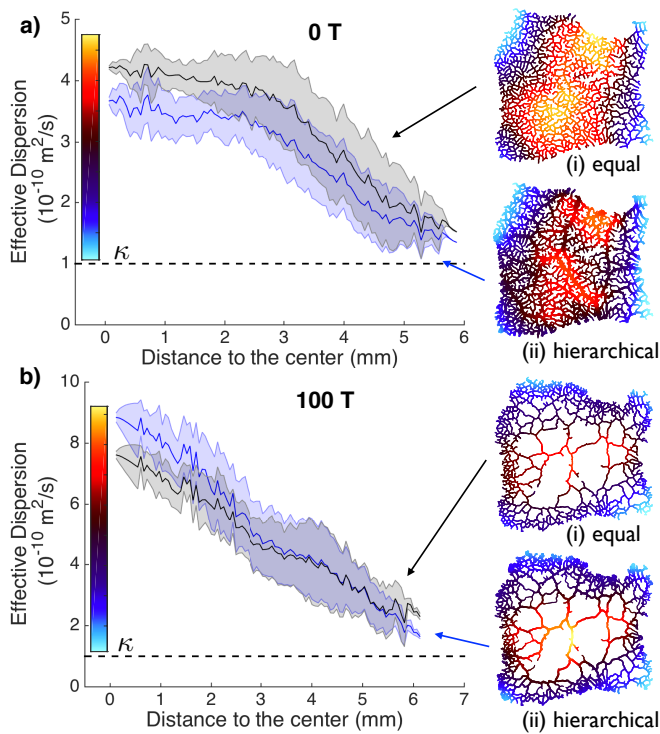 a)
0 T
5
4
3
2
1
0
Effective Dispersion
(10⁻¹⁰ m²/s)
κ
0 1 2 3 4 5 6
Distance to the center (mm)
(i) equal
(ii) hierarchical
b)
100 T
10
8
6
4
2
0
Effective Dispersion
(10⁻¹⁰ m²/s)
κ
0 1 2 3 4 5 6 7
Distance to the center (mm)
(i) equal
(ii) hierarchical